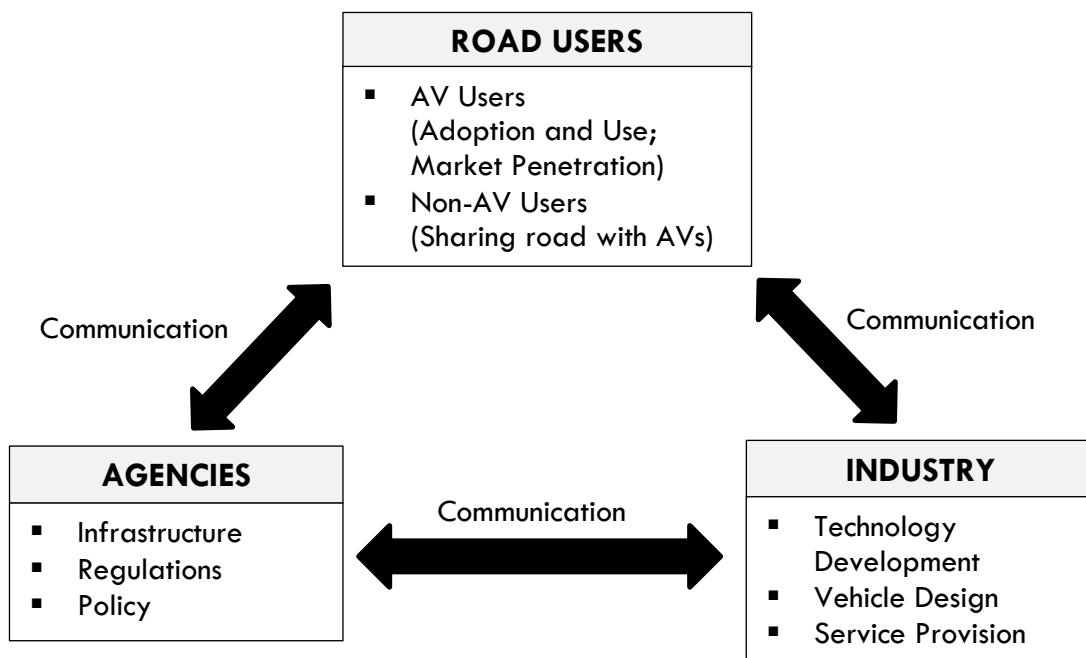 ROAD USERS
▪ AV Users
(Adoption and Use;
Market Penetration)
▪ Non-AV Users
(Sharing road with AVs)
Communication
Communication
AGENCIES
▪ Infrastructure
▪ Regulations
▪ Policy
Communication
INDUSTRY
▪ Technology
Development
▪ Vehicle Design
▪ Service Provision